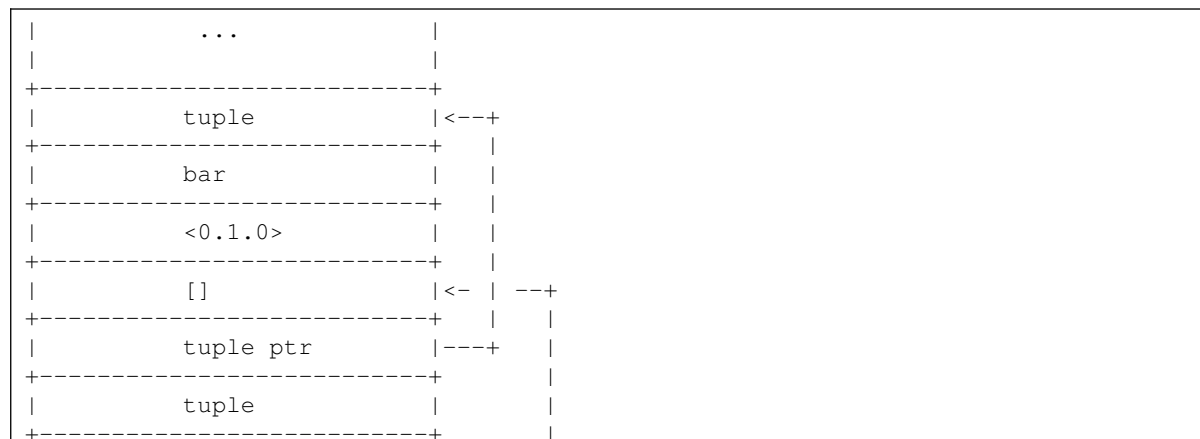 |           ...              |
|                            |
+---------------------------+
|          tuple            |<--+
+---------------------------+   |
|          bar              |   |
+---------------------------+   |
|          <0.1.0>          |   |
+---------------------------+   |
|          []               |<- | --+
+---------------------------+   |   |
|          tuple ptr        |---+   |
+---------------------------+       |
|          tuple            |       |
+---------------------------+       |